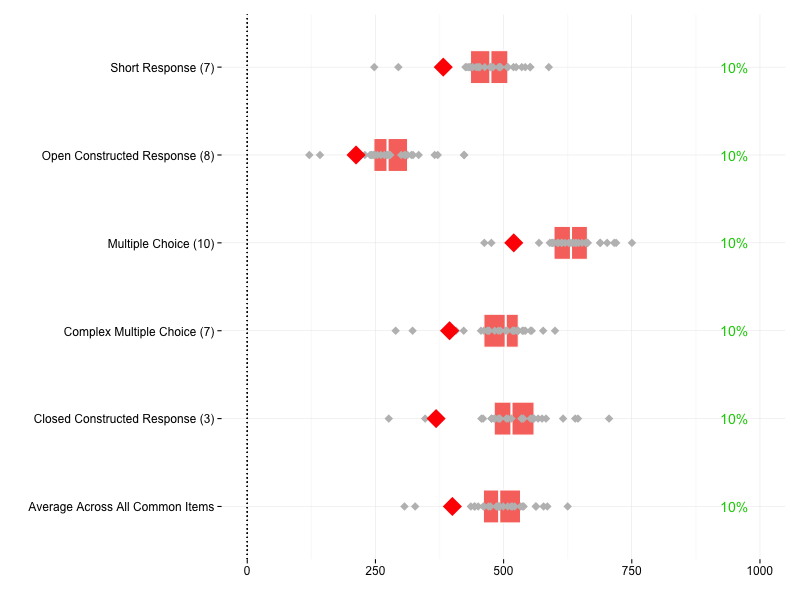 Short Response (7) 10%
Open Constructed Response (8) 10%
Multiple Choice (10) 10%
Complex Multiple Choice (7) 10%
Closed Constructed Response (3) 10%
Average Across All Common Items 10%
0 250 500 750 1000